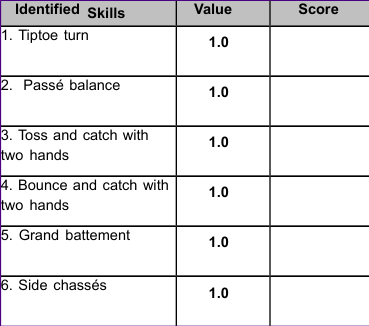 Identified Skills Value Score
1. Tiptoe turn 1.0
2. Passé balance 1.0
3. Toss and catch with
two hands 1.0
4. Bounce and catch with
two hands 1.0
5. Grand battement 1.0
6. Side chassés 1.0